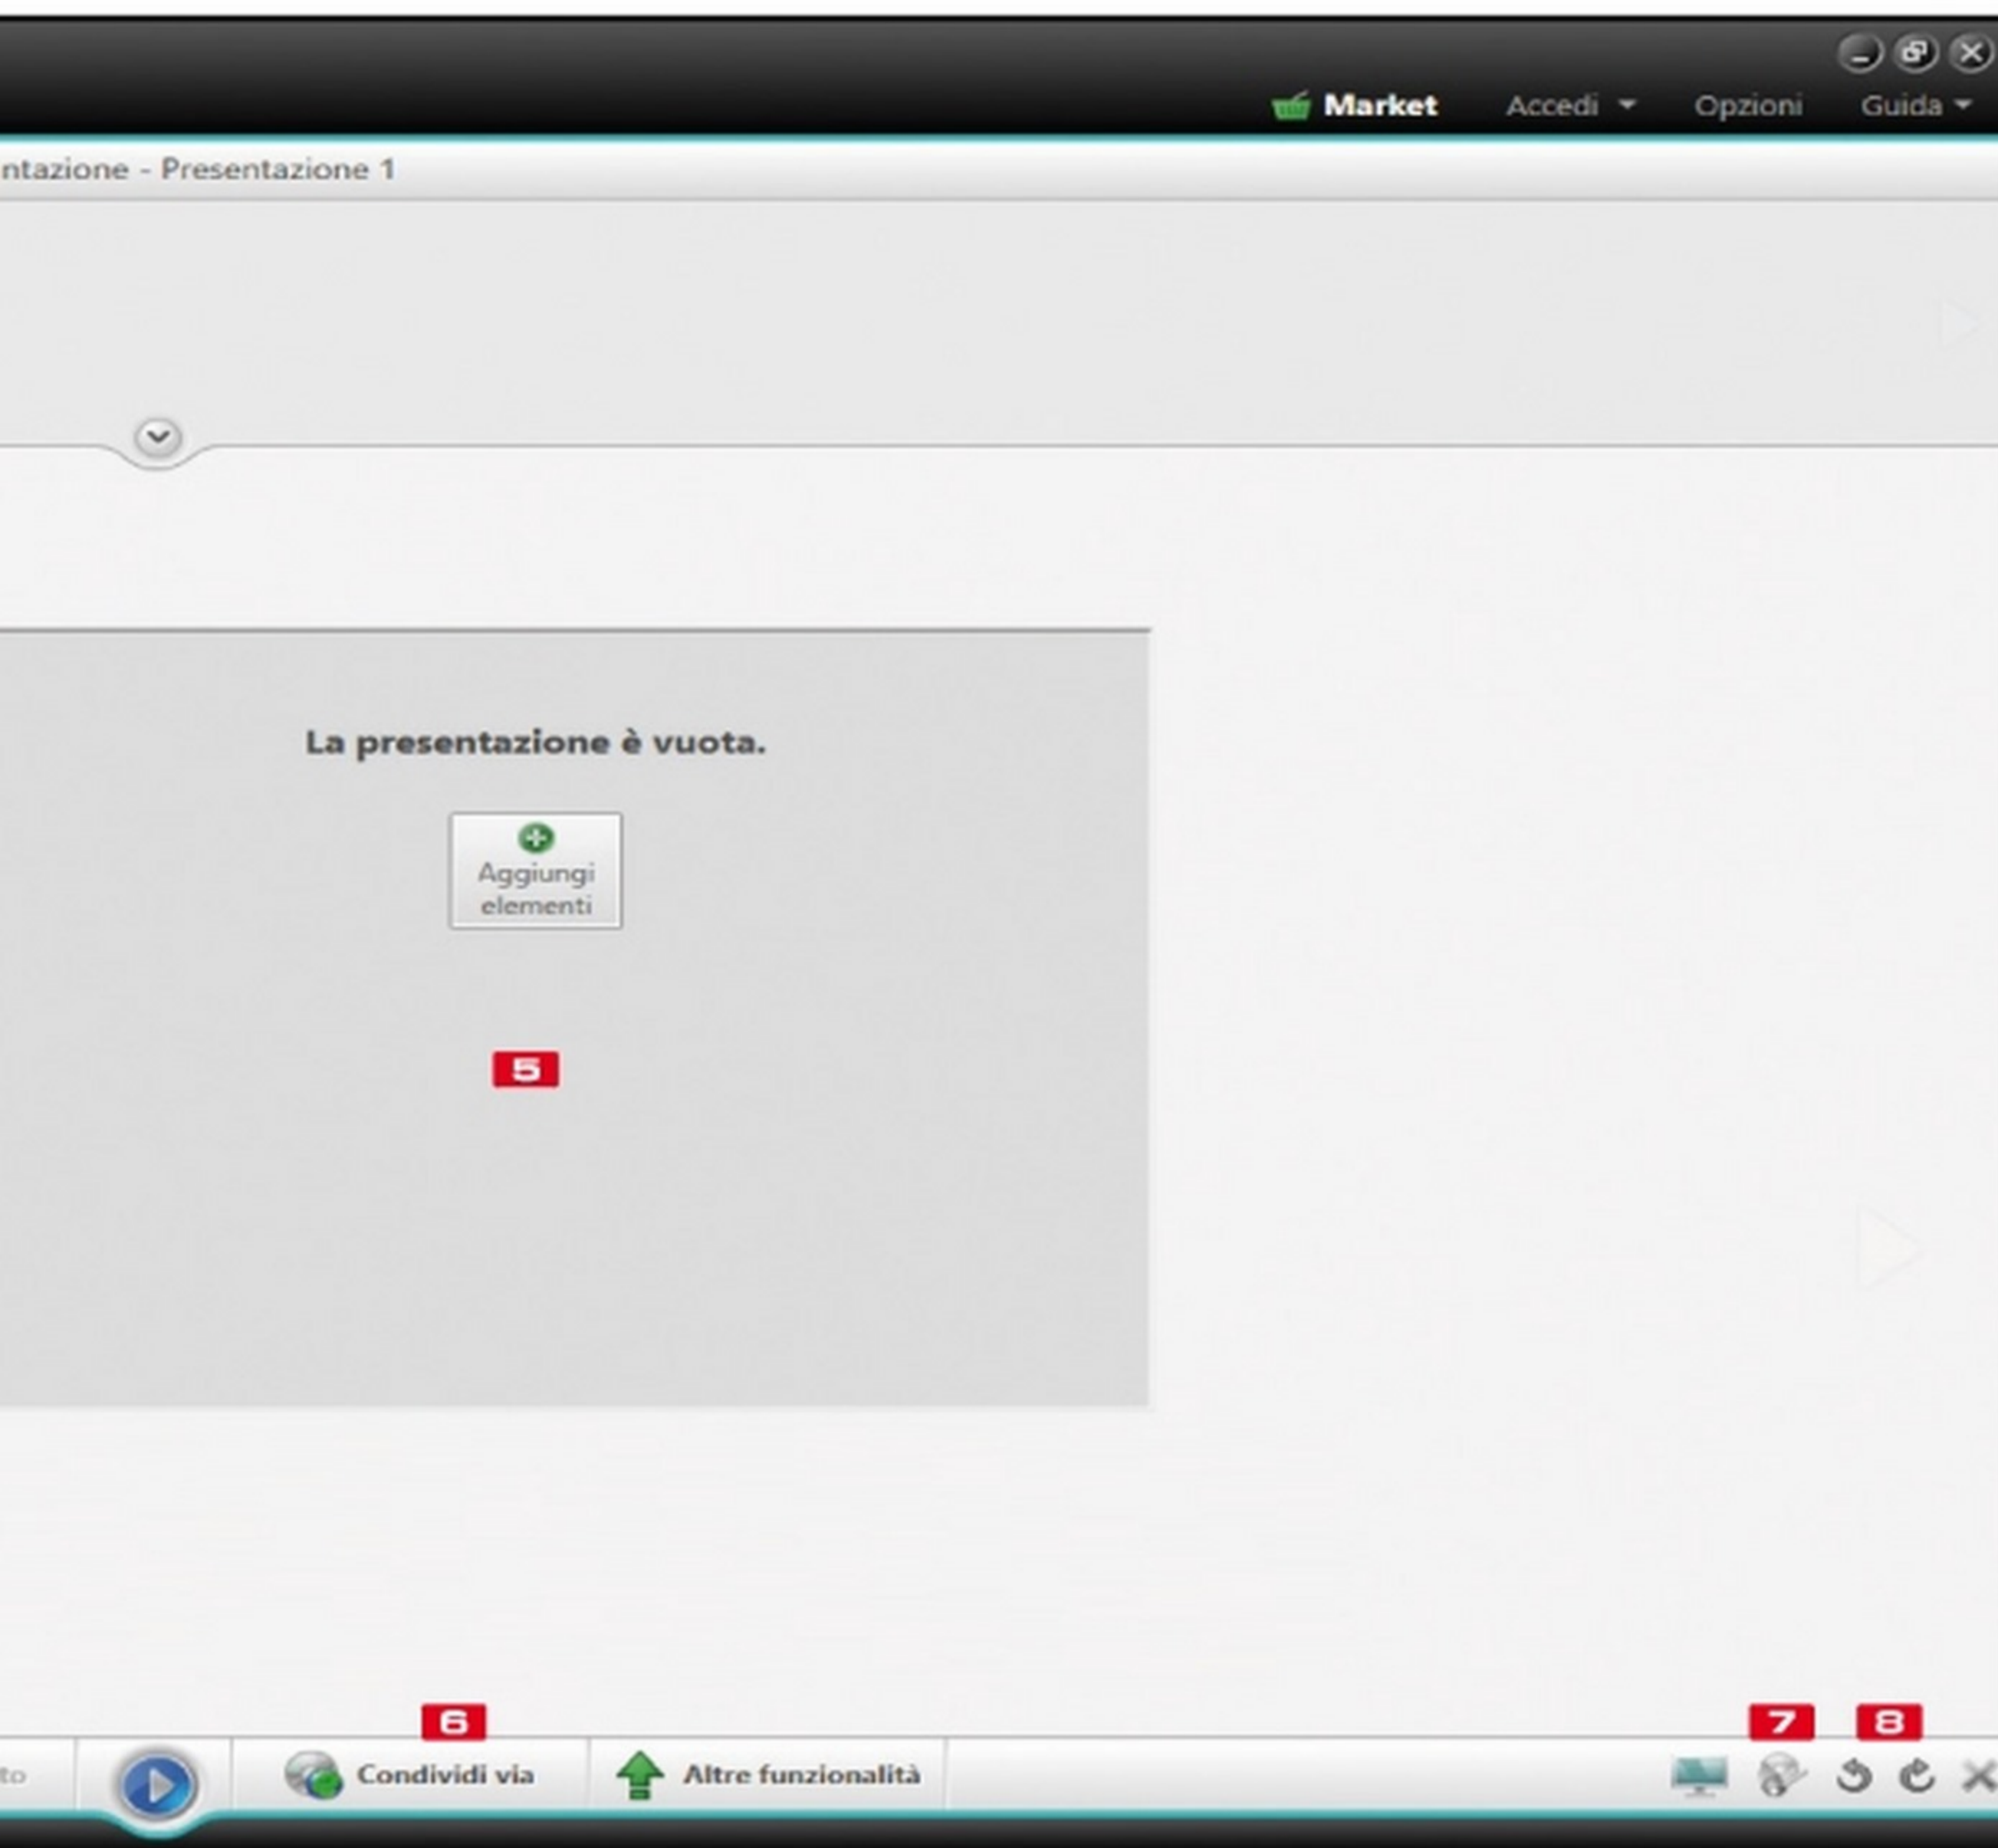 Market Accedi Opzioni Guida
ntazione - Presentazione 1
La presentazione è vuota.
Aggiungi
elementi
5
6
7 8
to Condividi via Altre funzionalità